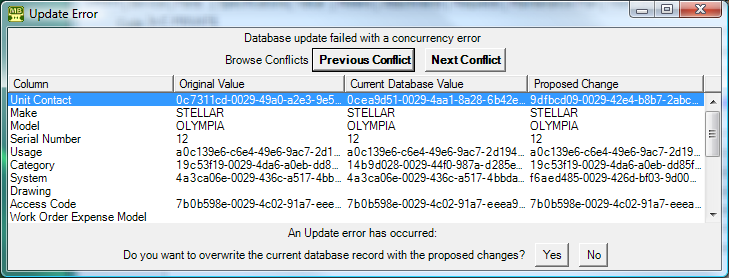 MB
Update Error
Database update failed with a concurrency error
Browse Conflicts Previous Conflict Next Conflict
Column Original Value Current Database Value Proposed Change
Unit Contact 0c7311cd-0029-49a0-a2e3-9e5... 0cea9d51-0029-4aa1-8a28-6b42e... 9dfbcd09-0029-42e4-b8b7-2abc...
Make STELLAR STELLAR STELLAR
Model OLYMPIA OLYMPIA OLYMPIA
Serial Number 12 12 12
Usage a0c139e6-c6e4-49e6-9ac7-2d1... a0c139e6-c6e4-49e6-9ac7-2d194... a0c139e6-c6e4-49e6-9ac7-2d194...
Category 19c53f19-0029-4da6-a0eb-dd8... 14b9d028-0029-44f0-987a-d285e... 19c53f19-0029-4da6-a0eb-dd85f...
System 4a3ca06e-0029-436c-a517-4bb... 4a3ca06e-0029-436c-a517-4bbda... f6aed485-0029-426d-bf03-9d00...
Drawing
Access Code 7b0b598e-0029-4c02-91a7-eee... 7b0b598e-0029-4c02-91a7-eeea9... 7b0b598e-0029-4c02-91a7-eeea...
Work Order Expense Model
An Update error has occurred:
Do you want to overwrite the current database record with the proposed changes? Yes No